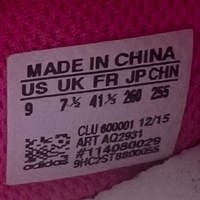 MADE IN CHINA
US UK FR JP CHN
9 7½ 41⅓ 260 255
CLU 600001 12/15
ART AQ2931
#114080029
9HC2ST8800055
adidas